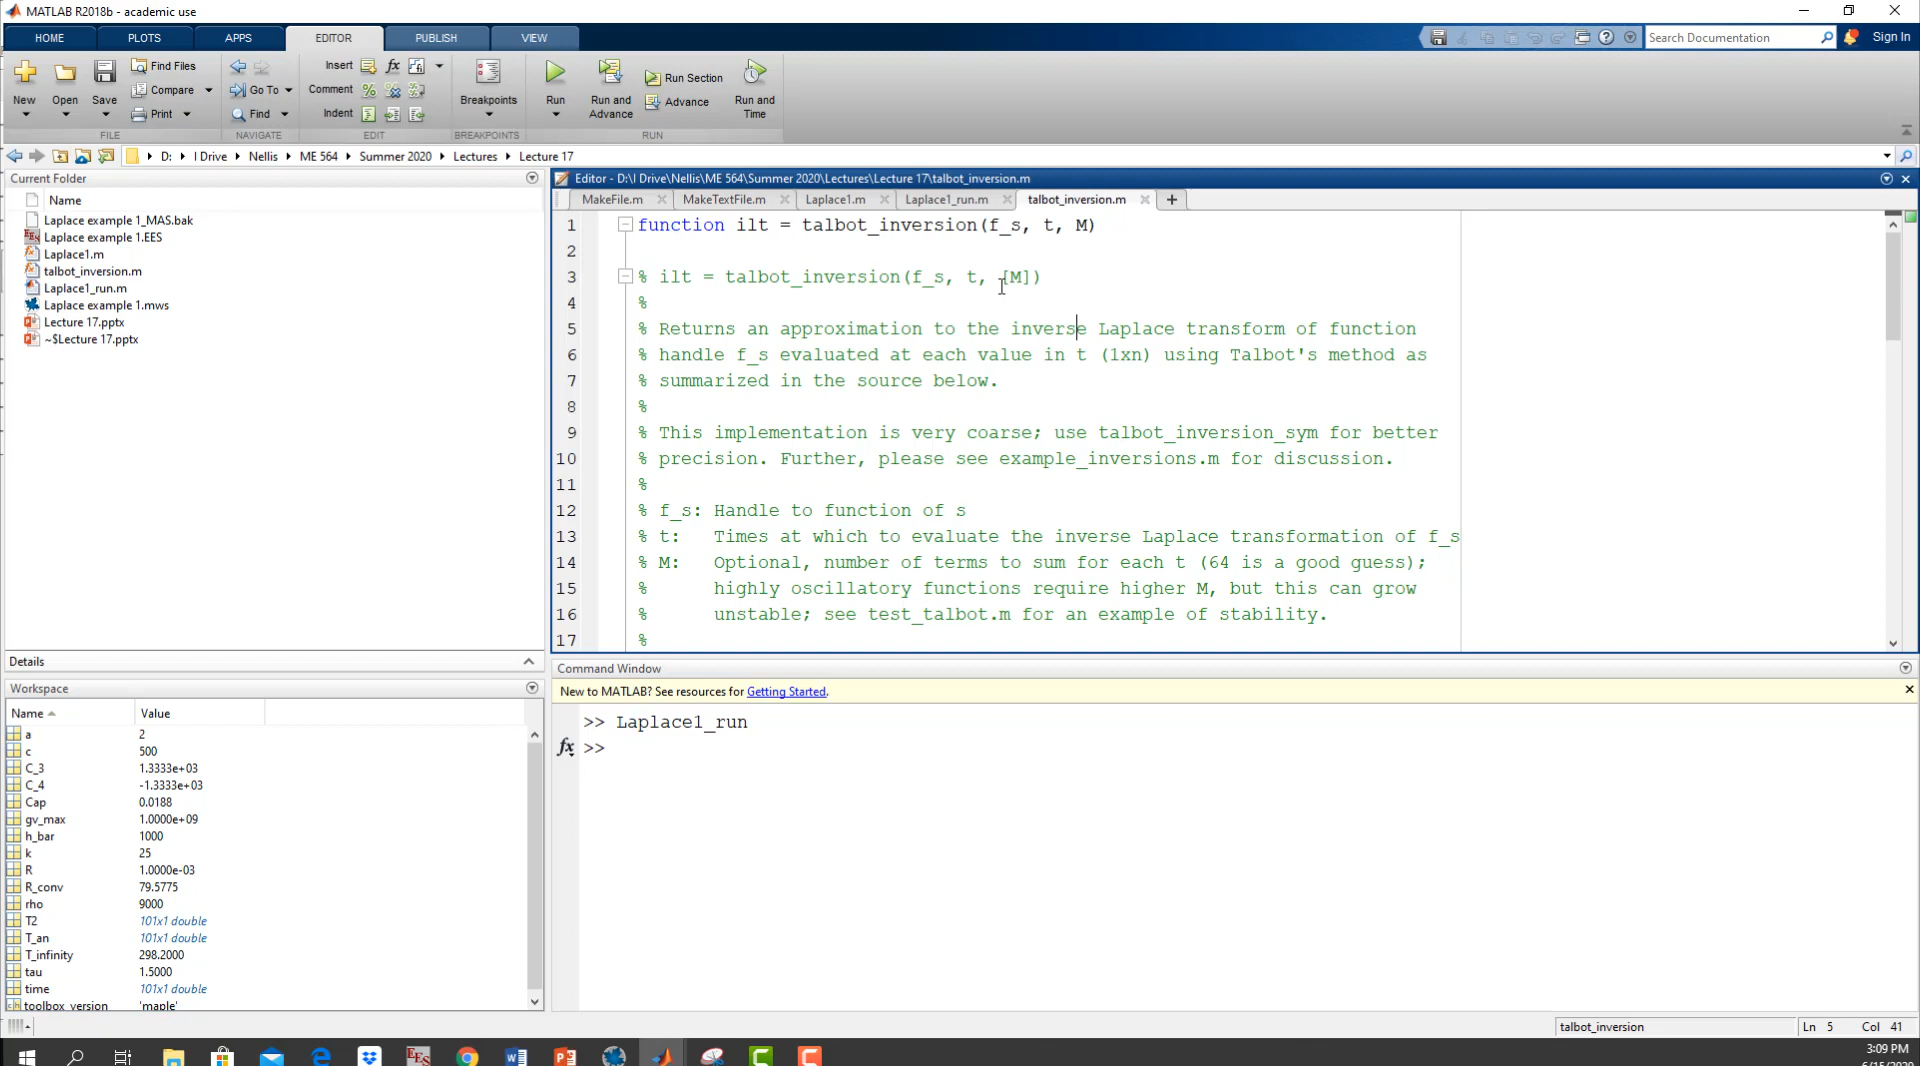 MATLAB R2018b - academic use
HOME
PLOTS
APPS
EDITOR
PUBLISH
VIEW
Search Documentation
Sign In
New
Open
Save
Find Files
Compare
Print
Go To
Find
Insert
fx
Comment
Indent
Breakpoints
Run
Run and Advance
Run Section
Advance
Run and Time
FILE
NAVIGATE
EDIT
BREAKPOINTS
RUN
D: I Drive Nellis ME 564 Summer 2020 Lectures Lecture 17
Current Folder
Name
Laplace example 1_MAS.bak
Laplace example 1.EES
Laplace1.m
talbot_inversion.m
Laplace1_run.m
Laplace example 1.mws
Lecture 17.pptx
~$Lecture 17.pptx
Details
Workspace
Name Value
a 2
c 500
C_3 1.3333e+03
C_4 -1.3333e+03
Cap 0.0188
gv_max 1.0000e+09
h_bar 1000
k 25
R 1.0000e-03
R_conv 79.5775
rho 9000
T2 101x1 double
T_an 101x1 double
T_infinity 298.2000
tau 1.5000
time 101x1 double
toolbox_version 'maple'
Editor - D:\I Drive\Nellis\ME 564\Summer 2020\Lectures\Lecture 17\talbot_inversion.m
MakeFile.m
MakeTextFile.m
Laplace1.m
Laplace1_run.m
talbot_inversion.m
1 function ilt = talbot_inversion(f_s, t, M)
2
3 % ilt = talbot_inversion(f_s, t, [M])
4 %
5 % Returns an approximation to the inverse Laplace transform of function
6 % handle f_s evaluated at each value in t (1xn) using Talbot's method as
7 % summarized in the source below.
8 %
9 % This implementation is very coarse; use talbot_inversion_sym for better
10 % precision. Further, please see example_inversions.m for discussion.
11 %
12 % f_s: Handle to function of s
13 % t: Times at which to evaluate the inverse Laplace transformation of f_s
14 % M: Optional, number of terms to sum for each t (64 is a good guess);
15 % highly oscillatory functions require higher M, but this can grow
16 % unstable; see test_talbot.m for an example of stability.
17 %
Command Window
New to MATLAB? See resources for Getting Started.
>> Laplace1_run
fx >>
talbot_inversion
Ln 5 Col 41
3:09 PM